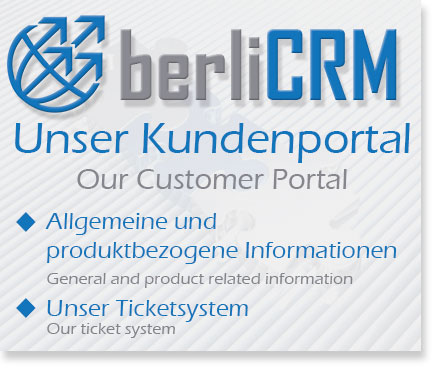 berliCRM
Unser Kundenportal
Our Customer Portal
Allgemeine und
produktbezogene Informationen
General and product related information
Unser Ticketsystem
Our ticket system